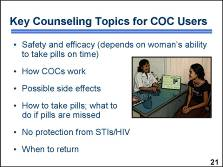 Key Counseling Topics for COC Users
• Safety and efficacy (depends on woman's ability
to take pills on time)
• How COCs work
• Possible side effects
• How to take pills; what to
do if pills are missed
• No protection from STIs/HIV
• When to return
21